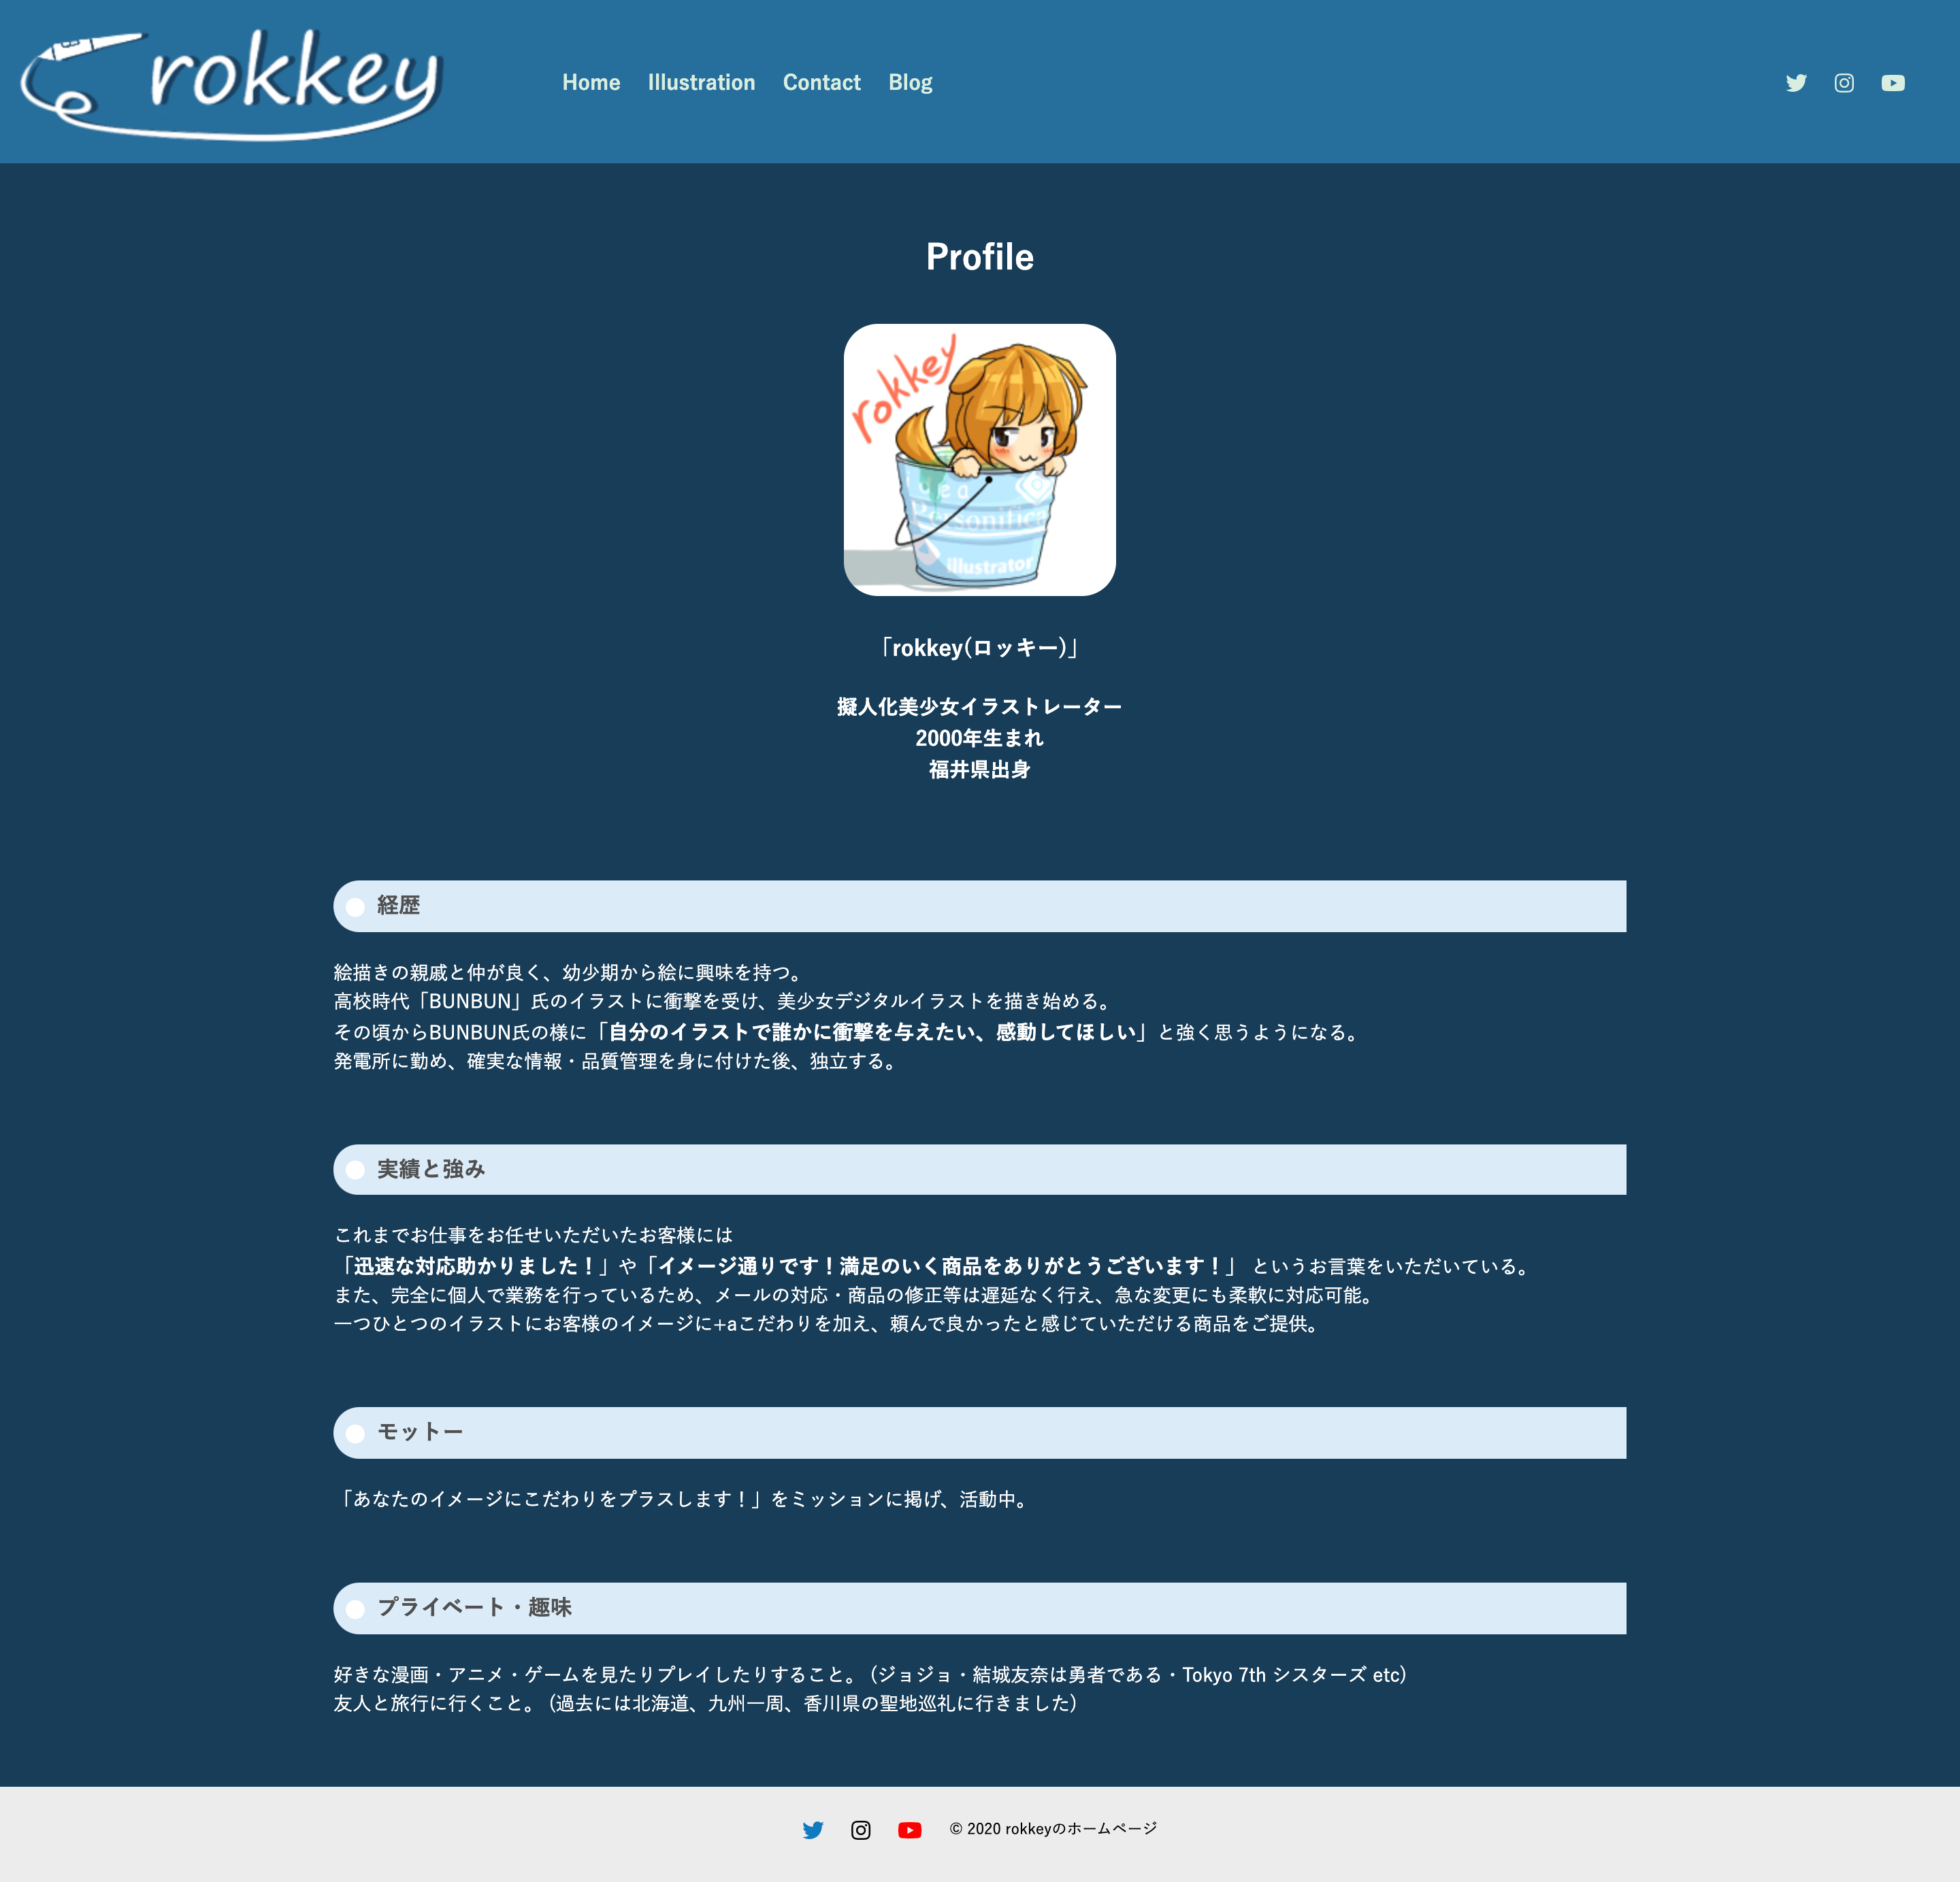 rokkey
Home Illustration Contact Blog
Profile
rokkey
Personifica
illustrator
「rokkey(ロッキー)」
擬人化美少女イラストレーター
2000年生まれ
福井県出身
経歴
絵描きの親戚と仲が良く、幼少期から絵に興味を持つ。
高校時代「BUNBUN」氏のイラストに衝撃を受け、美少女デジタルイラストを描き始める。
その頃からBUNBUN氏の様に「自分のイラストで誰かに衝撃を与えたい、感動してほしい」と強く思うようになる。
発電所に勤め、確実な情報・品質管理を身に付けた後、独立する。
実績と強み
これまでお仕事をお任せいただいたお客様には
「迅速な対応助かりました！」や「イメージ通りです！満足のいく商品をありがとうございます！」 というお言葉をいただいている。
また、完全に個人で業務を行っているため、メールの対応・商品の修正等は遅延なく行え、急な変更にも柔軟に対応可能。
一つひとつのイラストにお客様のイメージに+aこだわりを加え、頼んで良かったと感じていただける商品をご提供。
モットー
「あなたのイメージにこだわりをプラスします！」をミッションに掲げ、活動中。
プライベート・趣味
好きな漫画・アニメ・ゲームを見たりプレイしたりすること。（ジョジョ・結城友奈は勇者である・Tokyo 7th シスターズ etc）
友人と旅行に行くこと。（過去には北海道、九州一周、香川県の聖地巡礼に行きました）
© 2020 rokkeyのホームページ